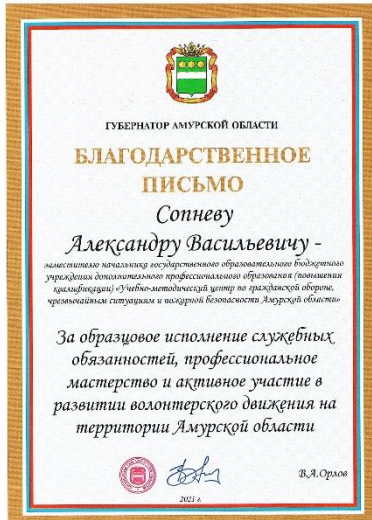 ГУБЕРНАТОР АМУРСКОЙ ОБЛАСТИ
БЛАГОДАРСТВЕННОЕ
ПИСЬМО
Сопневу
Александру Васильевичу -
заместителю начальника государственного образовательного бюджетного
учреждения дополнительного профессионального образования (повышения
квалификации) «Учебно-методический центр по гражданской обороне,
чрезвычайным ситуациям и пожарной безопасности Амурской области»
За образцовое исполнение служебных
обязанностей, профессиональное
мастерство и активное участие в
развитии волонтерского движения на
территории Амурской области
В.А.Орлов
2021 г.